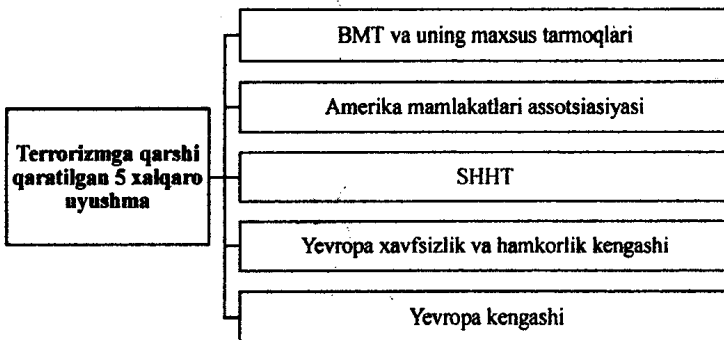 Terrorizmga qarshi
qaratilgan 5 xalqaro
uyushma
BMT va uning maxsus tarmoqlari
Amerika mamlakatlari assotsiasiyasi
SHHT
Yevropa xavfsizlik va hamkorlik kengashi
Yevropa kengashi